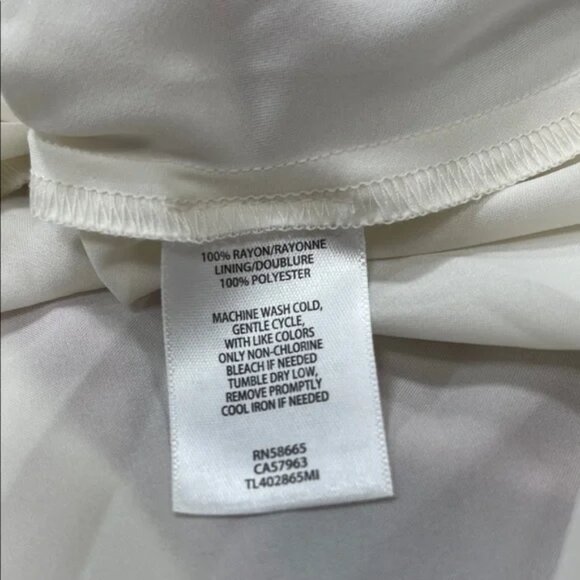 100% RAYON/RAYONNE
LINING/DOUBLURE
100% POLYESTER
MACHINE WASH COLD,
GENTLE CYCLE,
WITH LIKE COLORS
ONLY NON-CHLORINE
BLEACH IF NEEDED
TUMBLE DRY LOW,
REMOVE PROMPTLY
COOL IRON IF NEEDED
RN58665
CA57963
TL402865MI